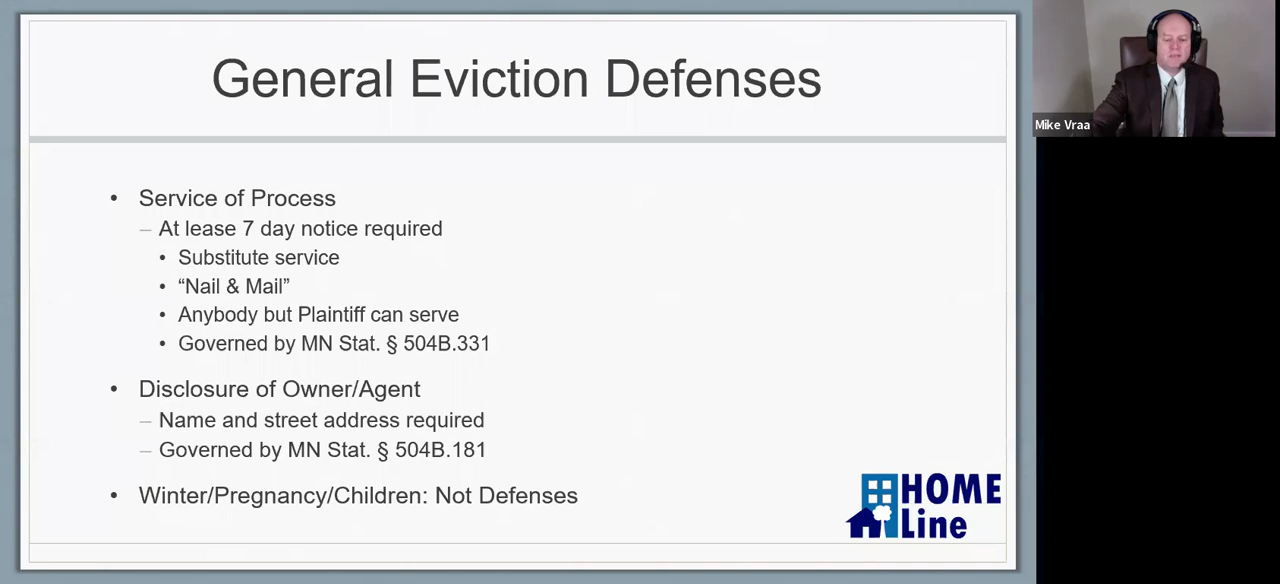 General Eviction Defenses
• Service of Process
– At lease 7 day notice required
• Substitute service
• “Nail & Mail”
• Anybody but Plaintiff can serve
• Governed by MN Stat. § 504B.331
• Disclosure of Owner/Agent
– Name and street address required
– Governed by MN Stat. § 504B.181
• Winter/Pregnancy/Children: Not Defenses
HOME
Line
Mike Vraa